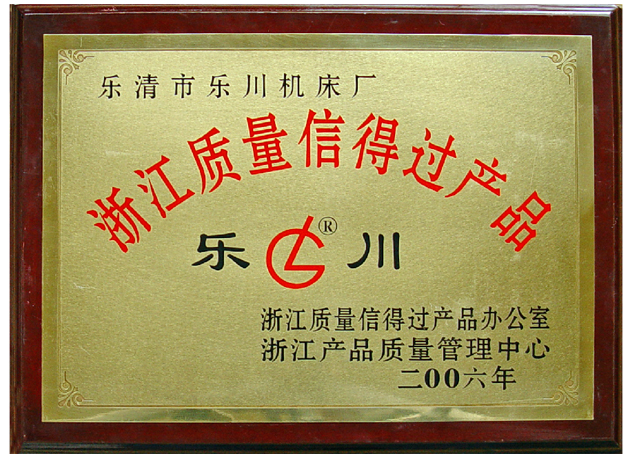 乐清市乐川机床厂
浙江质量信得过产品
乐 ® 川
浙江质量信得过产品办公室
浙江产品质量管理中心
二00六年